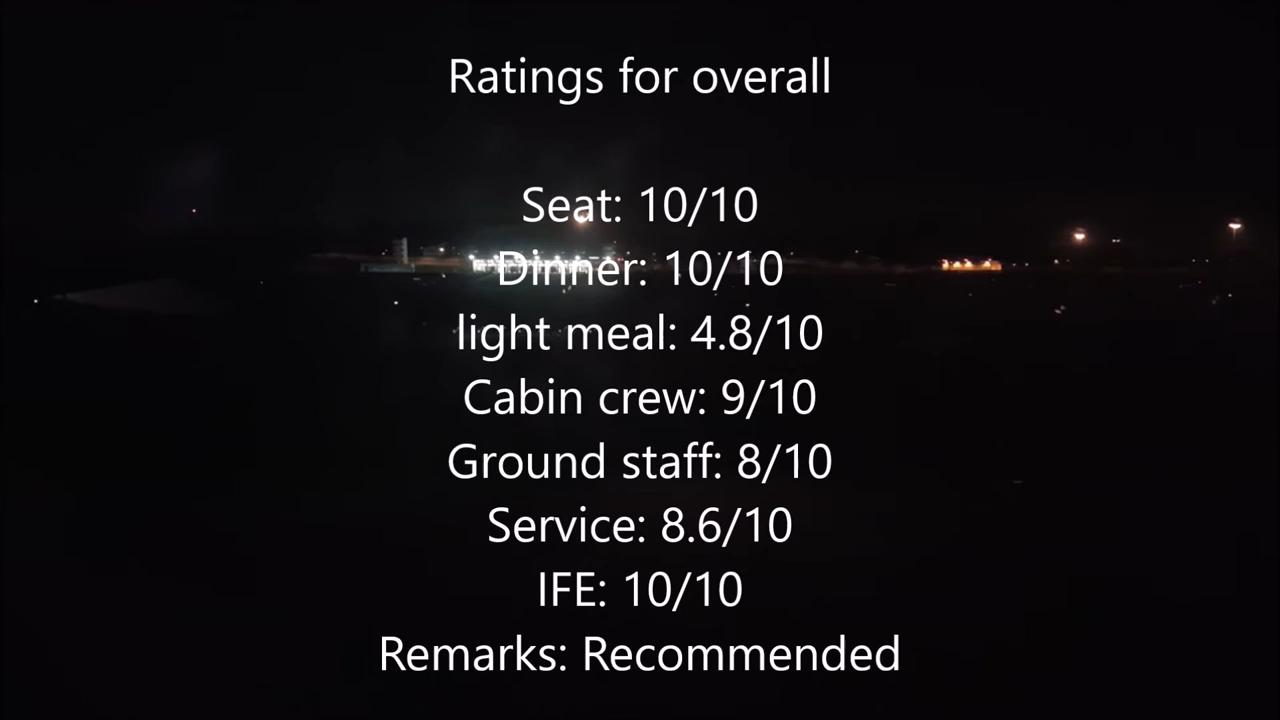 Ratings for overall
Seat: 10/10
Dinner: 10/10
light meal: 4.8/10
Cabin crew: 9/10
Ground staff: 8/10
Service: 8.6/10
IFE: 10/10
Remarks: Recommended